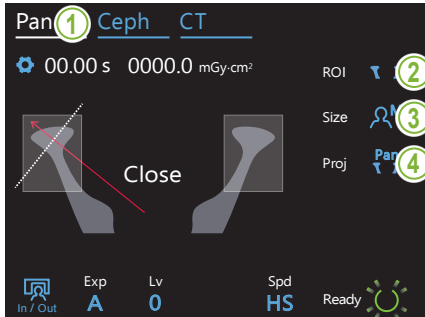 Pan 1 Ceph CT
00.00 s 0000.0 mGy·cm²
ROI 2
Size M 3
Proj Pan 4
Close
Exp Lv Spd
In / Out A 0 HS Ready